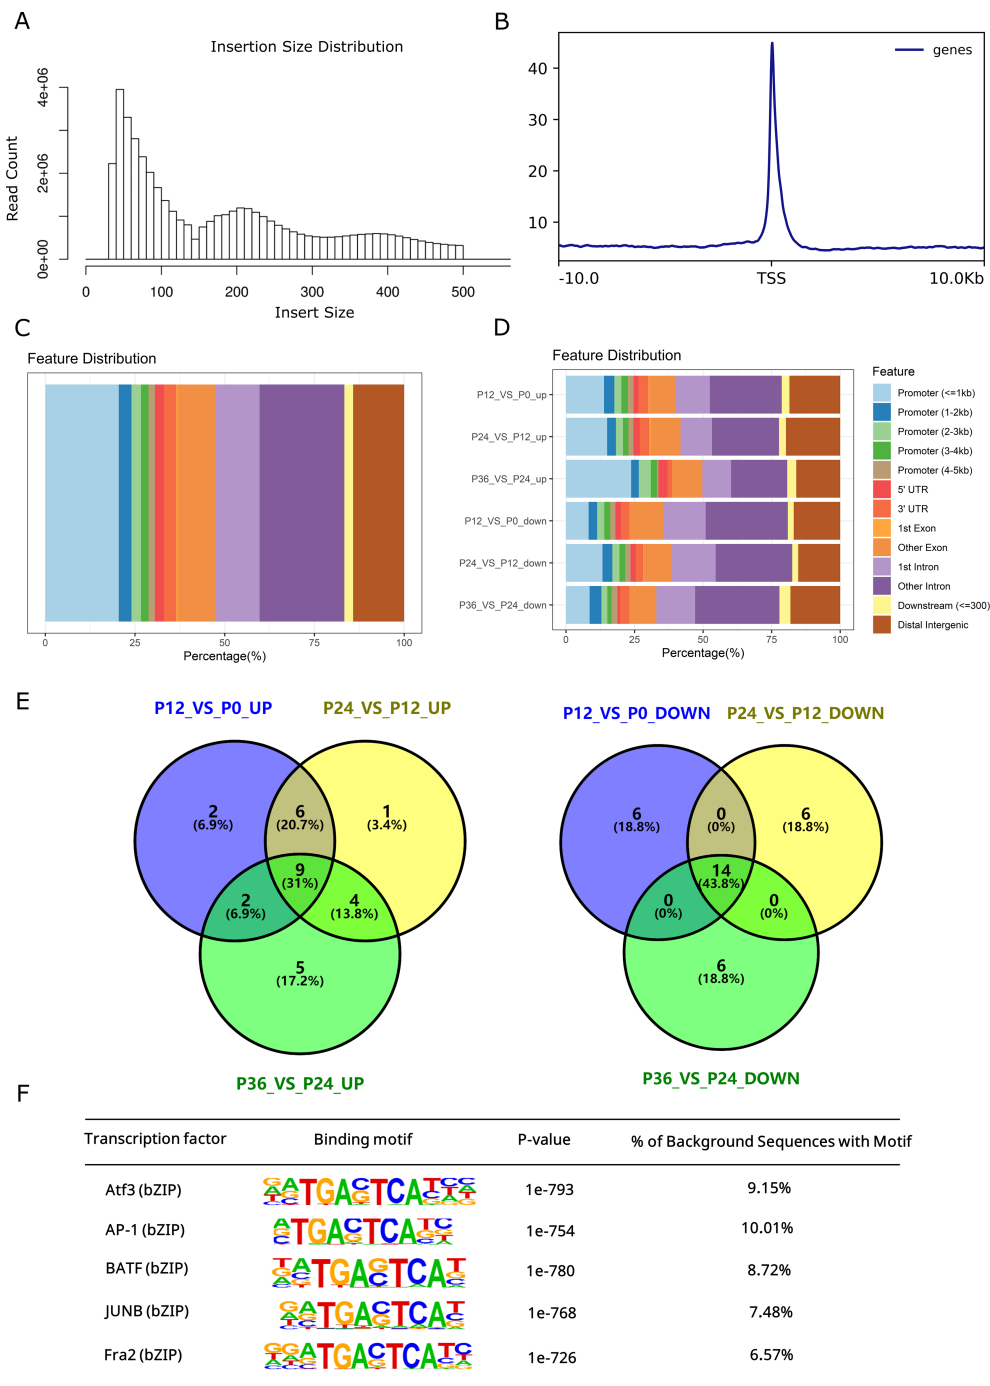 A
Insertion Size Distribution
Read Count
4e+06
2e+06
0e+00
0 100 200 300 400 500
Insert Size
B
genes
40
30
20
10
-10.0 TSS 10.0Kb
C
Feature Distribution
0 25 50 75 100
Percentage(%)
D
Feature Distribution
P12_VS_P0_up
P24_VS_P12_up
P36_VS_P24_up
P12_VS_P0_down
P24_VS_P12_down
P36_VS_P24_down
0 25 50 75 100
Percentage(%)
Feature
Promoter (<=1kb)
Promoter (1-2kb)
Promoter (2-3kb)
Promoter (3-4kb)
Promoter (4-5kb)
5' UTR
3' UTR
1st Exon
Other Exon
1st Intron
Other Intron
Downstream (<=300)
Distal Intergenic
E
P12_VS_P0_UP P24_VS_P12_UP
2 6 1
(6.9%) (20.7%) (3.4%)
9
(31%)
2 4
(6.9%) (13.8%)
5
(17.2%)
P36_VS_P24_UP
P12_VS_P0_DOWN P24_VS_P12_DOWN
6 0 6
(18.8%) (0%) (18.8%)
14
(43.8%)
0 0
(0%) (0%)
6
(18.8%)
P36_VS_P24_DOWN
F
Transcription factor Binding motif P-value % of Background Sequences with Motif
Atf3 (bZIP) TGAGTCA 1e-793 9.15%
AP-1 (bZIP) TGACTCA 1e-754 10.01%
BATF (bZIP) TGAGTCA 1e-780 8.72%
JUNB (bZIP) TGAGTCA 1e-768 7.48%
Fra2 (bZIP) TGACTCA 1e-726 6.57%